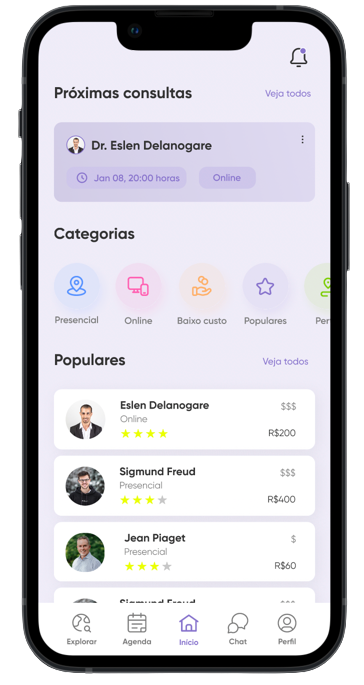 Próximas consultas
Veja todos
Dr. Eslen Delanogare
Jan 08, 20:00 horas
Online
Categorias
Presencial
Online
Baixo custo
Populares
Per
Populares
Veja todos
Eslen Delanogare
$$$
Online
R$200
Sigmund Freud
$$$
Presencial
R$400
Jean Piaget
$
Presencial
R$60
Sigmund Freud
$$$
Explorar
Agenda
Início
Chat
Perfil